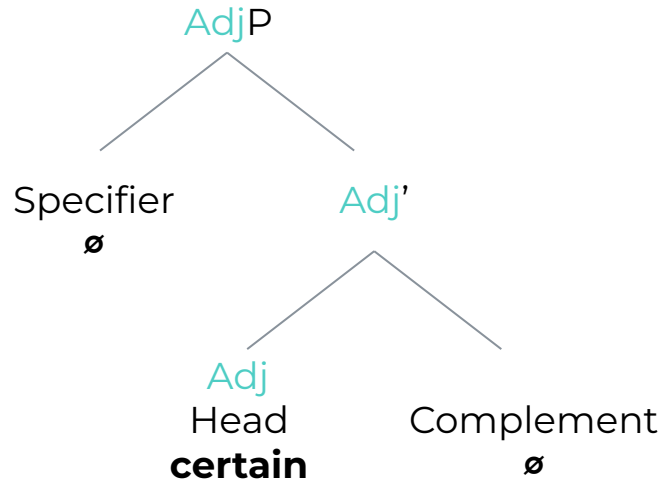 AdjP
Specifier
ø
Adj’
Adj
Head
certain
Complement
ø